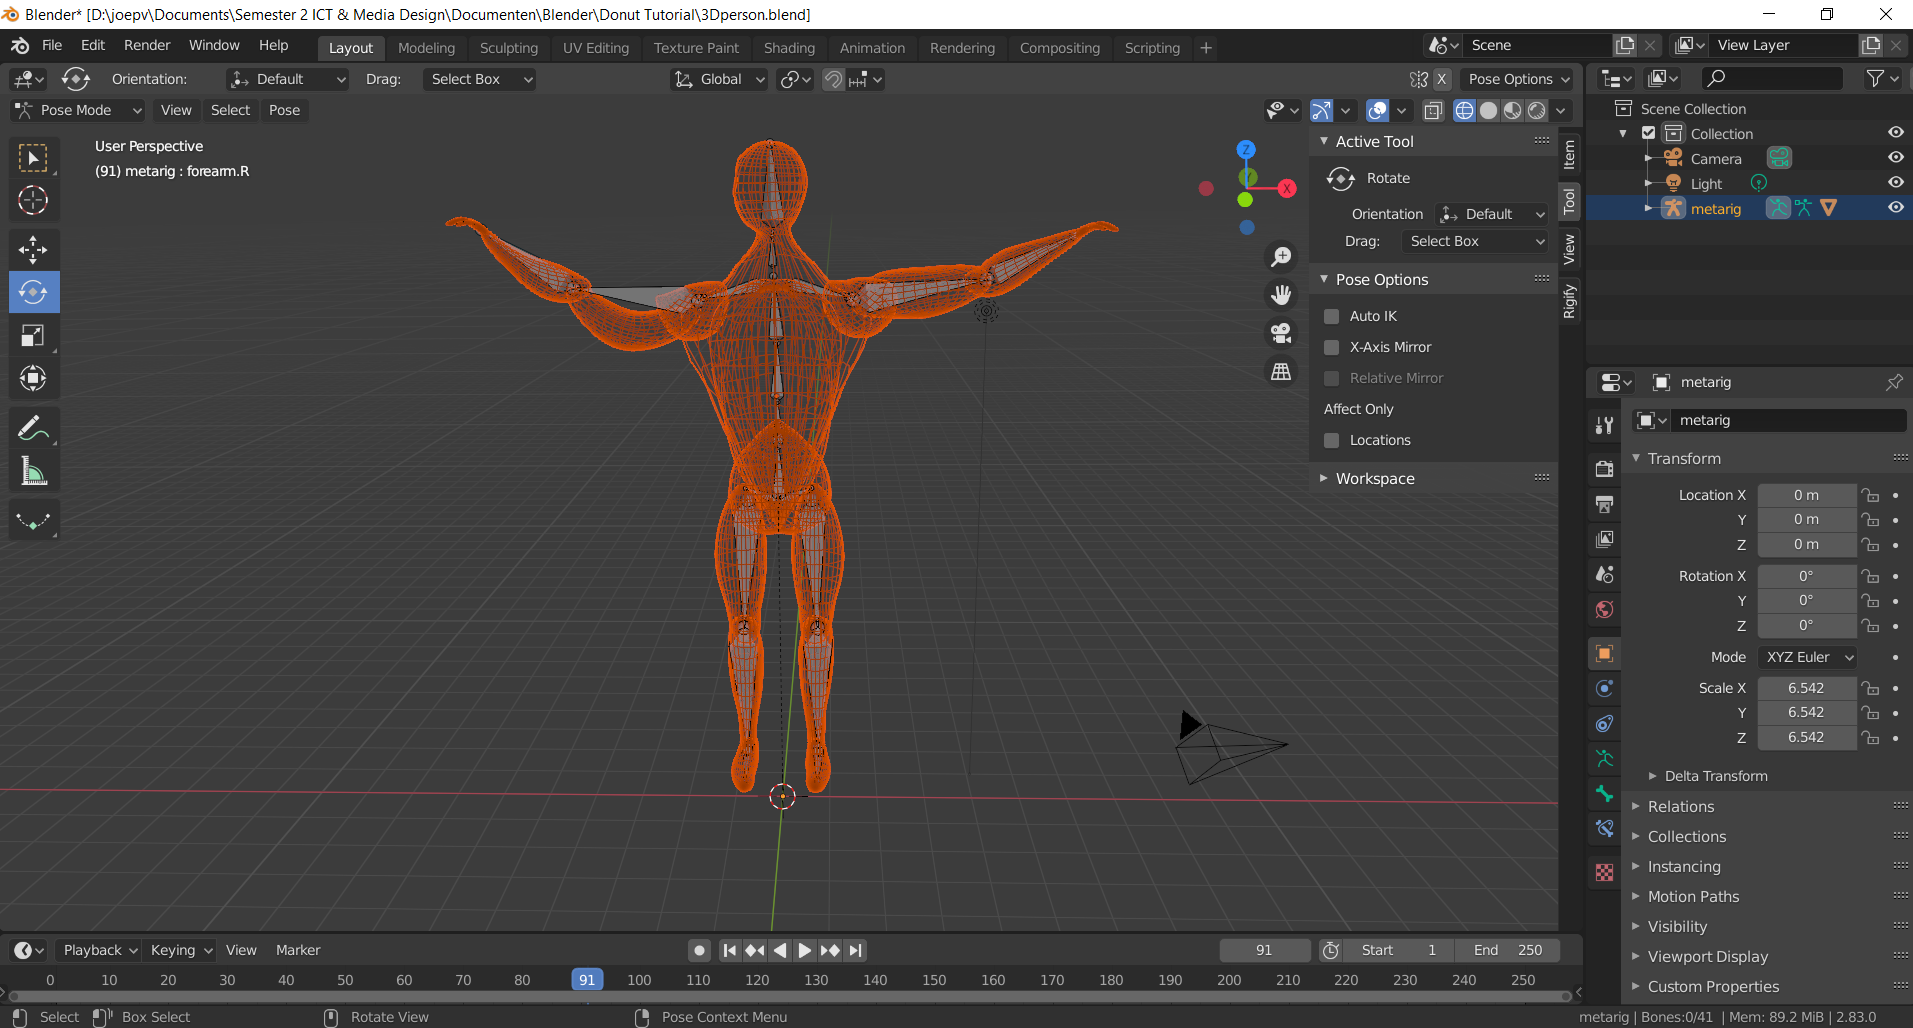 Blender* [D:\joepv\Documents\Semester 2 ICT & Media Design\Documenten\Blender\Donut Tutorial\3Dperson.blend]
File Edit Render Window Help Layout Modeling Sculpting UV Editing Texture Paint Shading Animation Rendering Compositing Scripting + Scene View Layer
Orientation: Default Drag: Select Box Global X Pose Options
Pose Mode View Select Pose
User Perspective
(91) metarig : forearm.R
Z
X
Active Tool
Rotate
Orientation Default
Drag: Select Box
Pose Options
Auto IK
X-Axis Mirror
Relative Mirror
Affect Only
Locations
Workspace
Item
Tool
View
Rigify
Scene Collection
Collection
Camera
Light
metarig
metarig
metarig
Transform
Location X 0 m
Y 0 m
Z 0 m
Rotation X 0°
Y 0°
Z 0°
Mode XYZ Euler
Scale X 6.542
Y 6.542
Z 6.542
Delta Transform
Relations
Collections
Instancing
Motion Paths
Visibility
Viewport Display
Custom Properties
Playback Keying View Marker 91 Start 1 End 250
0 10 20 30 40 50 60 70 80 91 100 110 120 130 140 150 160 170 180 190 200 210 220 230 240 250
Select Box Select Rotate View Pose Context Menu metarig | Bones:0/41 | Mem: 89.2 MiB | 2.83.0